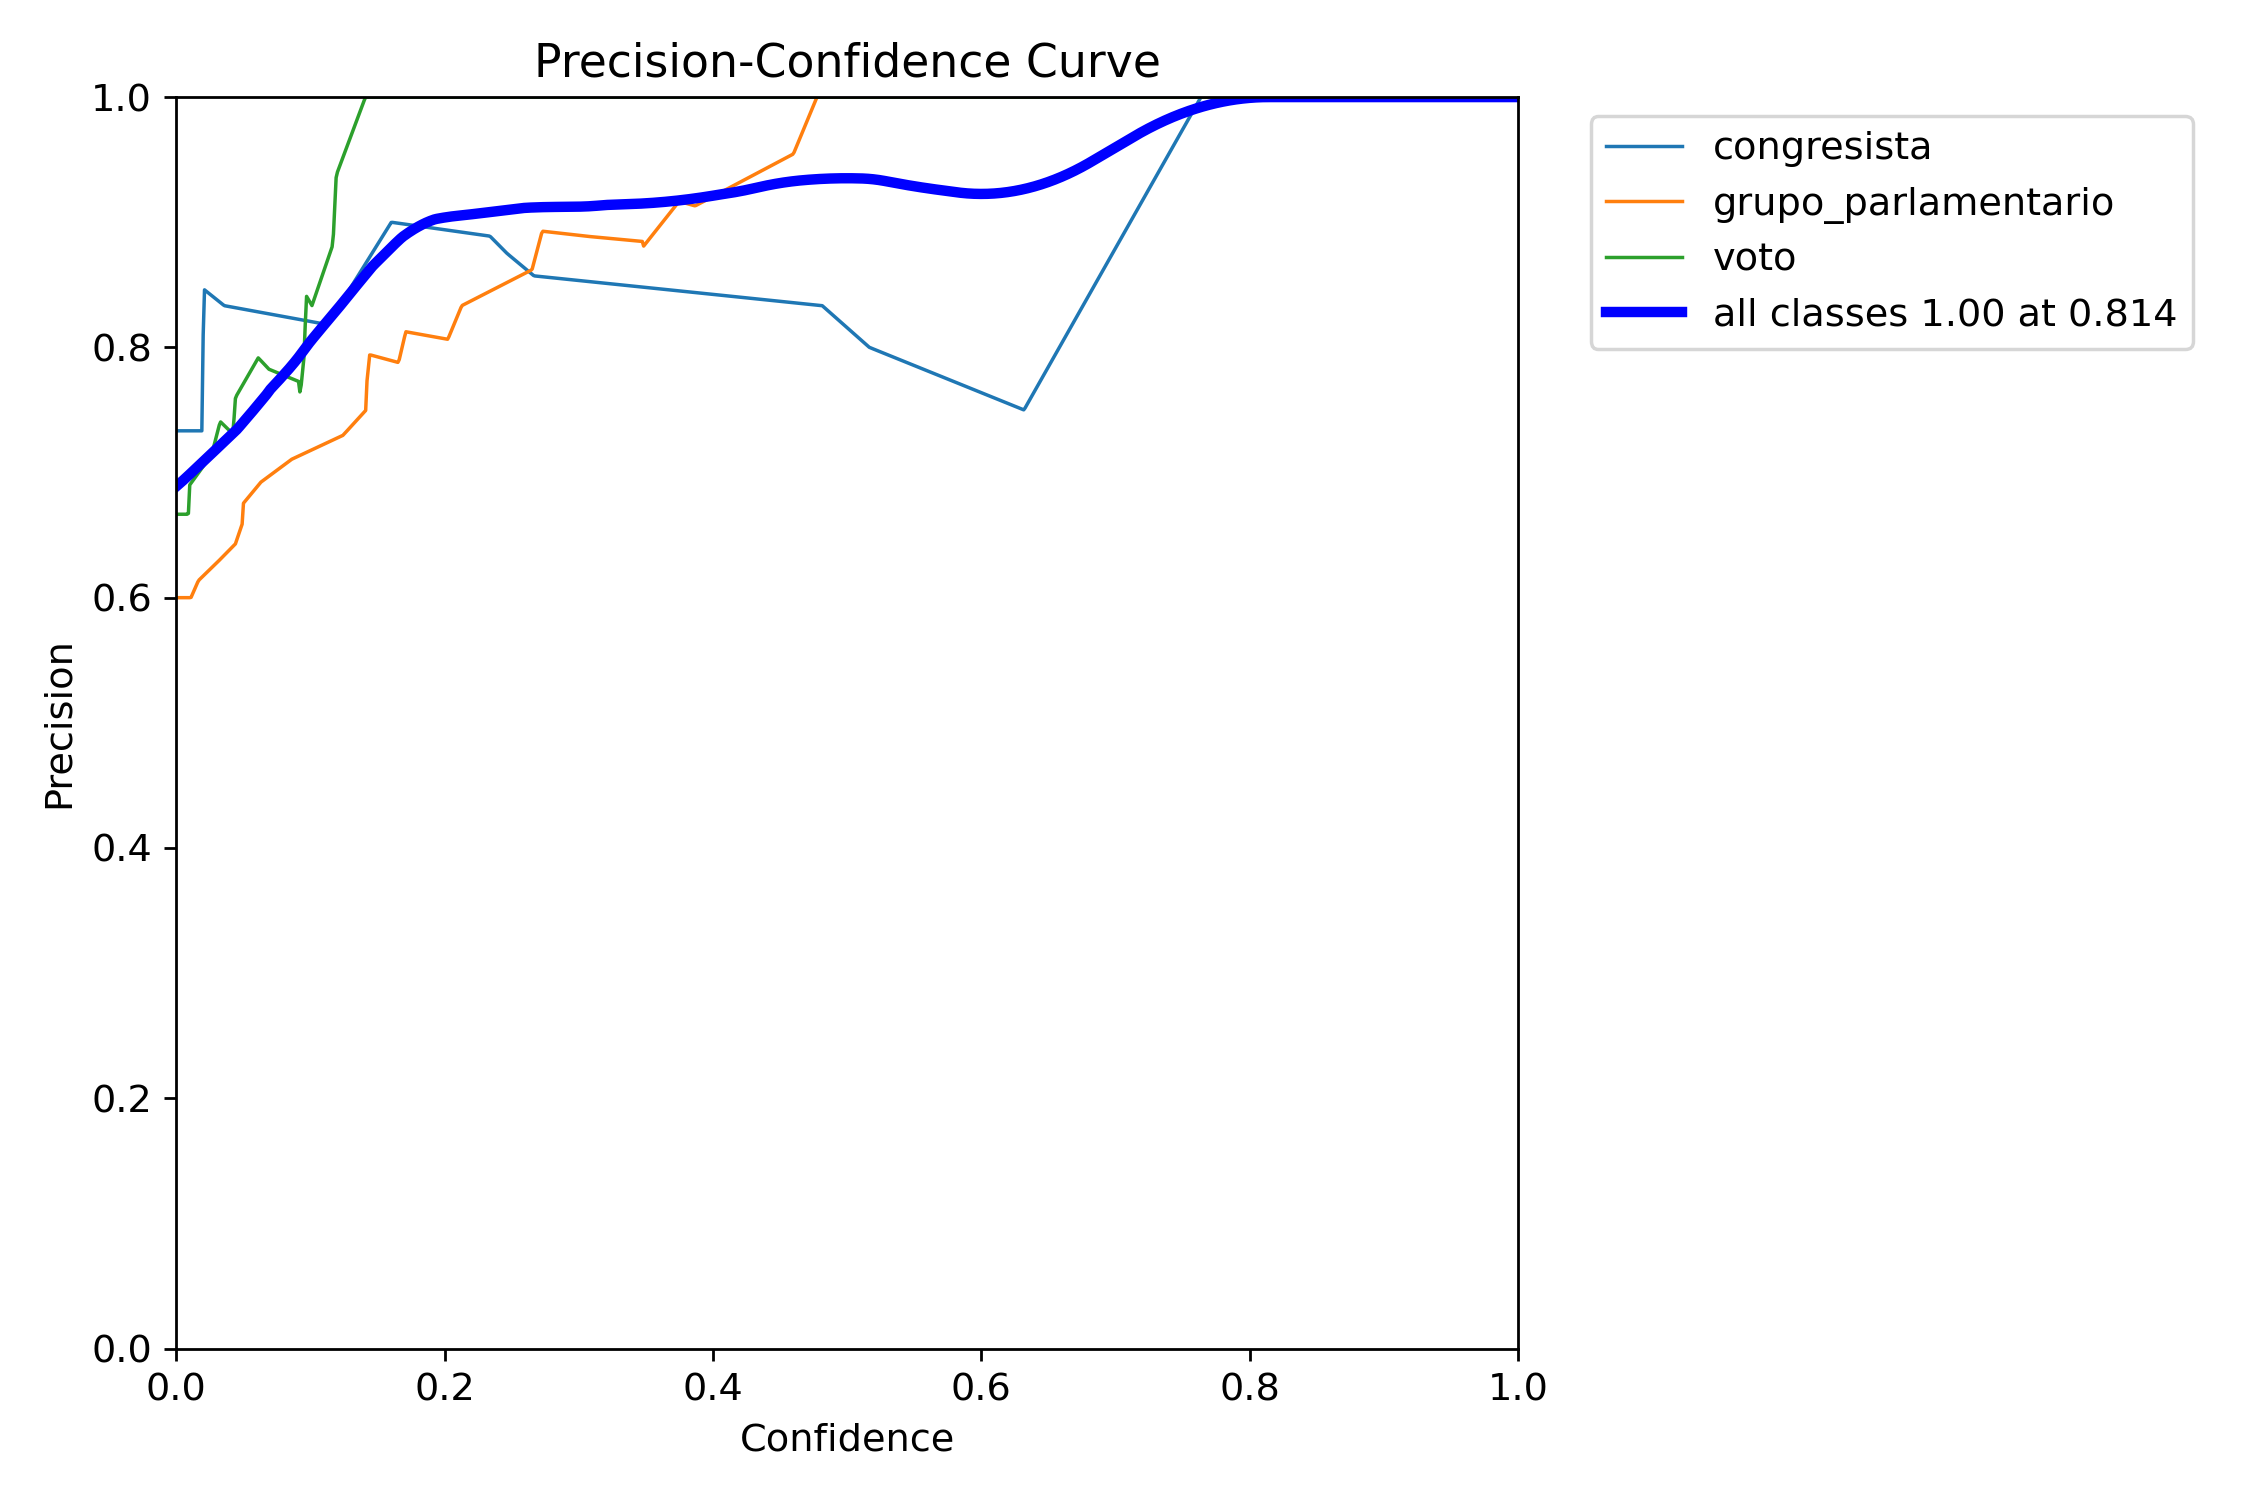 Precision-Confidence Curve
1.0
0.8
0.6
0.4
0.2
0.0
Precision
0.0 0.2 0.4 0.6 0.8 1.0
Confidence
congresista
grupo_parlamentario
voto
all classes 1.00 at 0.814